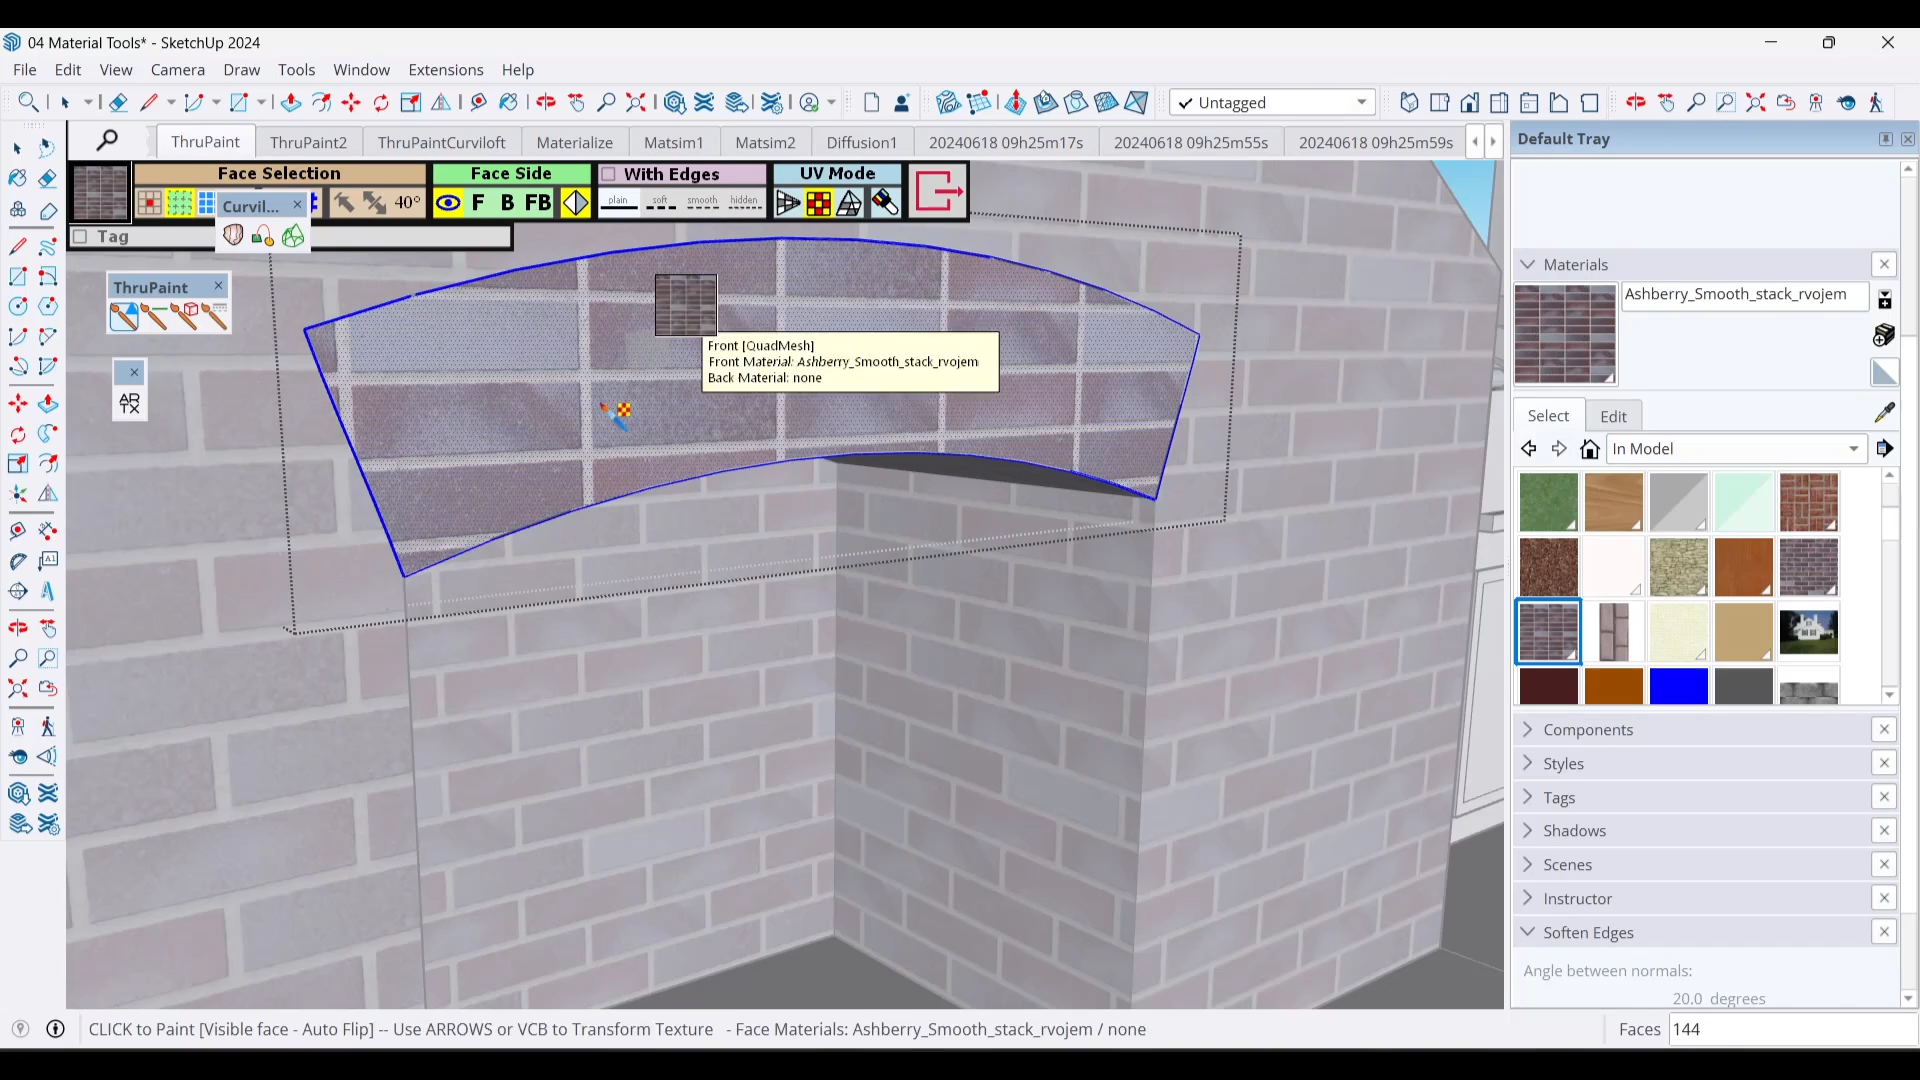 04 Material Tools* - SketchUp 2024
File Edit View Camera Draw Tools Window Extensions Help
Untagged
ThruPaint ThruPaint2 ThruPaintCurviloft Materialize Matsim1 Matsim2 Diffusion1 20240618 09h25m17s 20240618 09h25m55s 20240618 09h25m59s
Default Tray
Face Selection Face Side With Edges UV Mode
40° F B FB plain soft smooth hidden
Curvil...
Tag
ThruPaint
AR
TX
Front [QuadMesh]
Front Material: Ashberry_Smooth_stack_rvojem
Back Material: none
Materials
Ashberry_Smooth_stack_rvojem
Select Edit
In Model
Components
Styles
Tags
Shadows
Scenes
Instructor
Soften Edges
Angle between normals:
20.0 degrees
CLICK to Paint [Visible face - Auto Flip] -- Use ARROWS or VCB to Transform Texture - Face Materials: Ashberry_Smooth_stack_rvojem / none
Faces 144